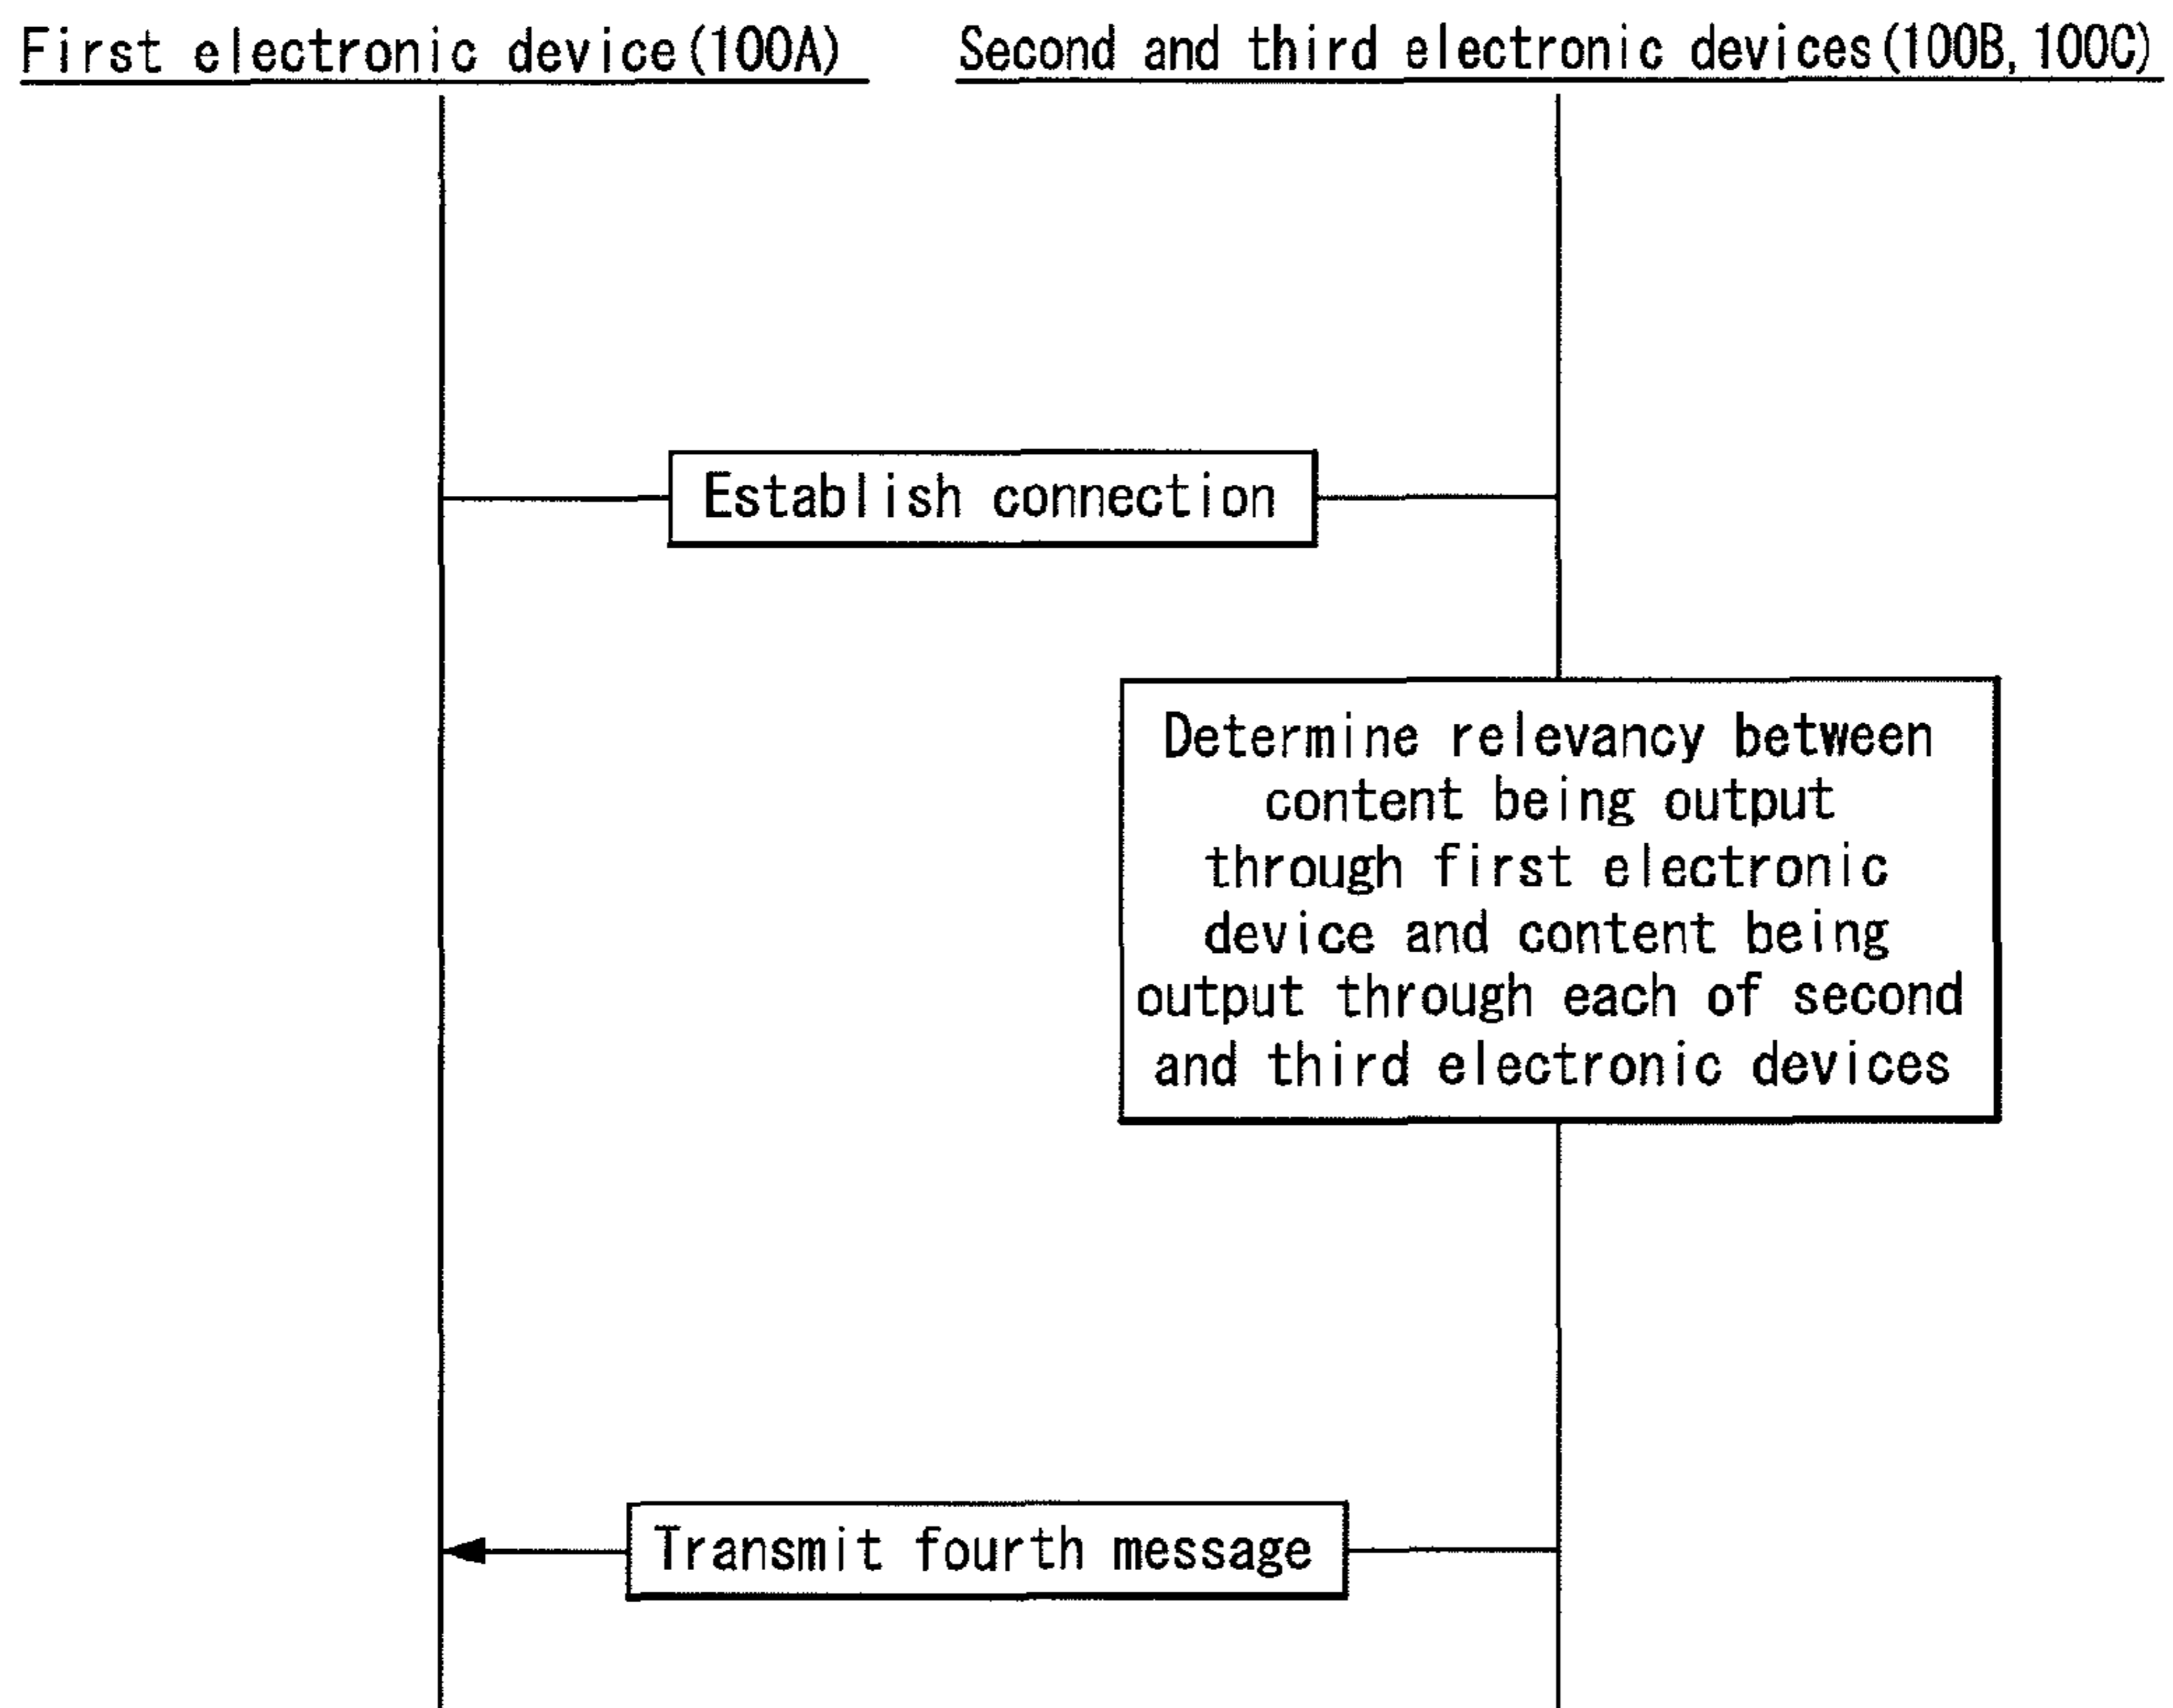 First electronic device(100A)
Second and third electronic devices(100B, 100C)
Establish connection
Determine relevancy between
content being output
through first electronic
device and content being
output through each of second
and third electronic devices
Transmit fourth message